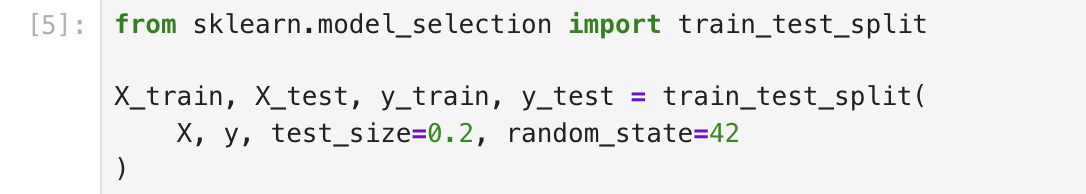 [5]: from sklearn.model_selection import train_test_split
X_train, X_test, y_train, y_test = train_test_split(
    X, y, test_size=0.2, random_state=42
)